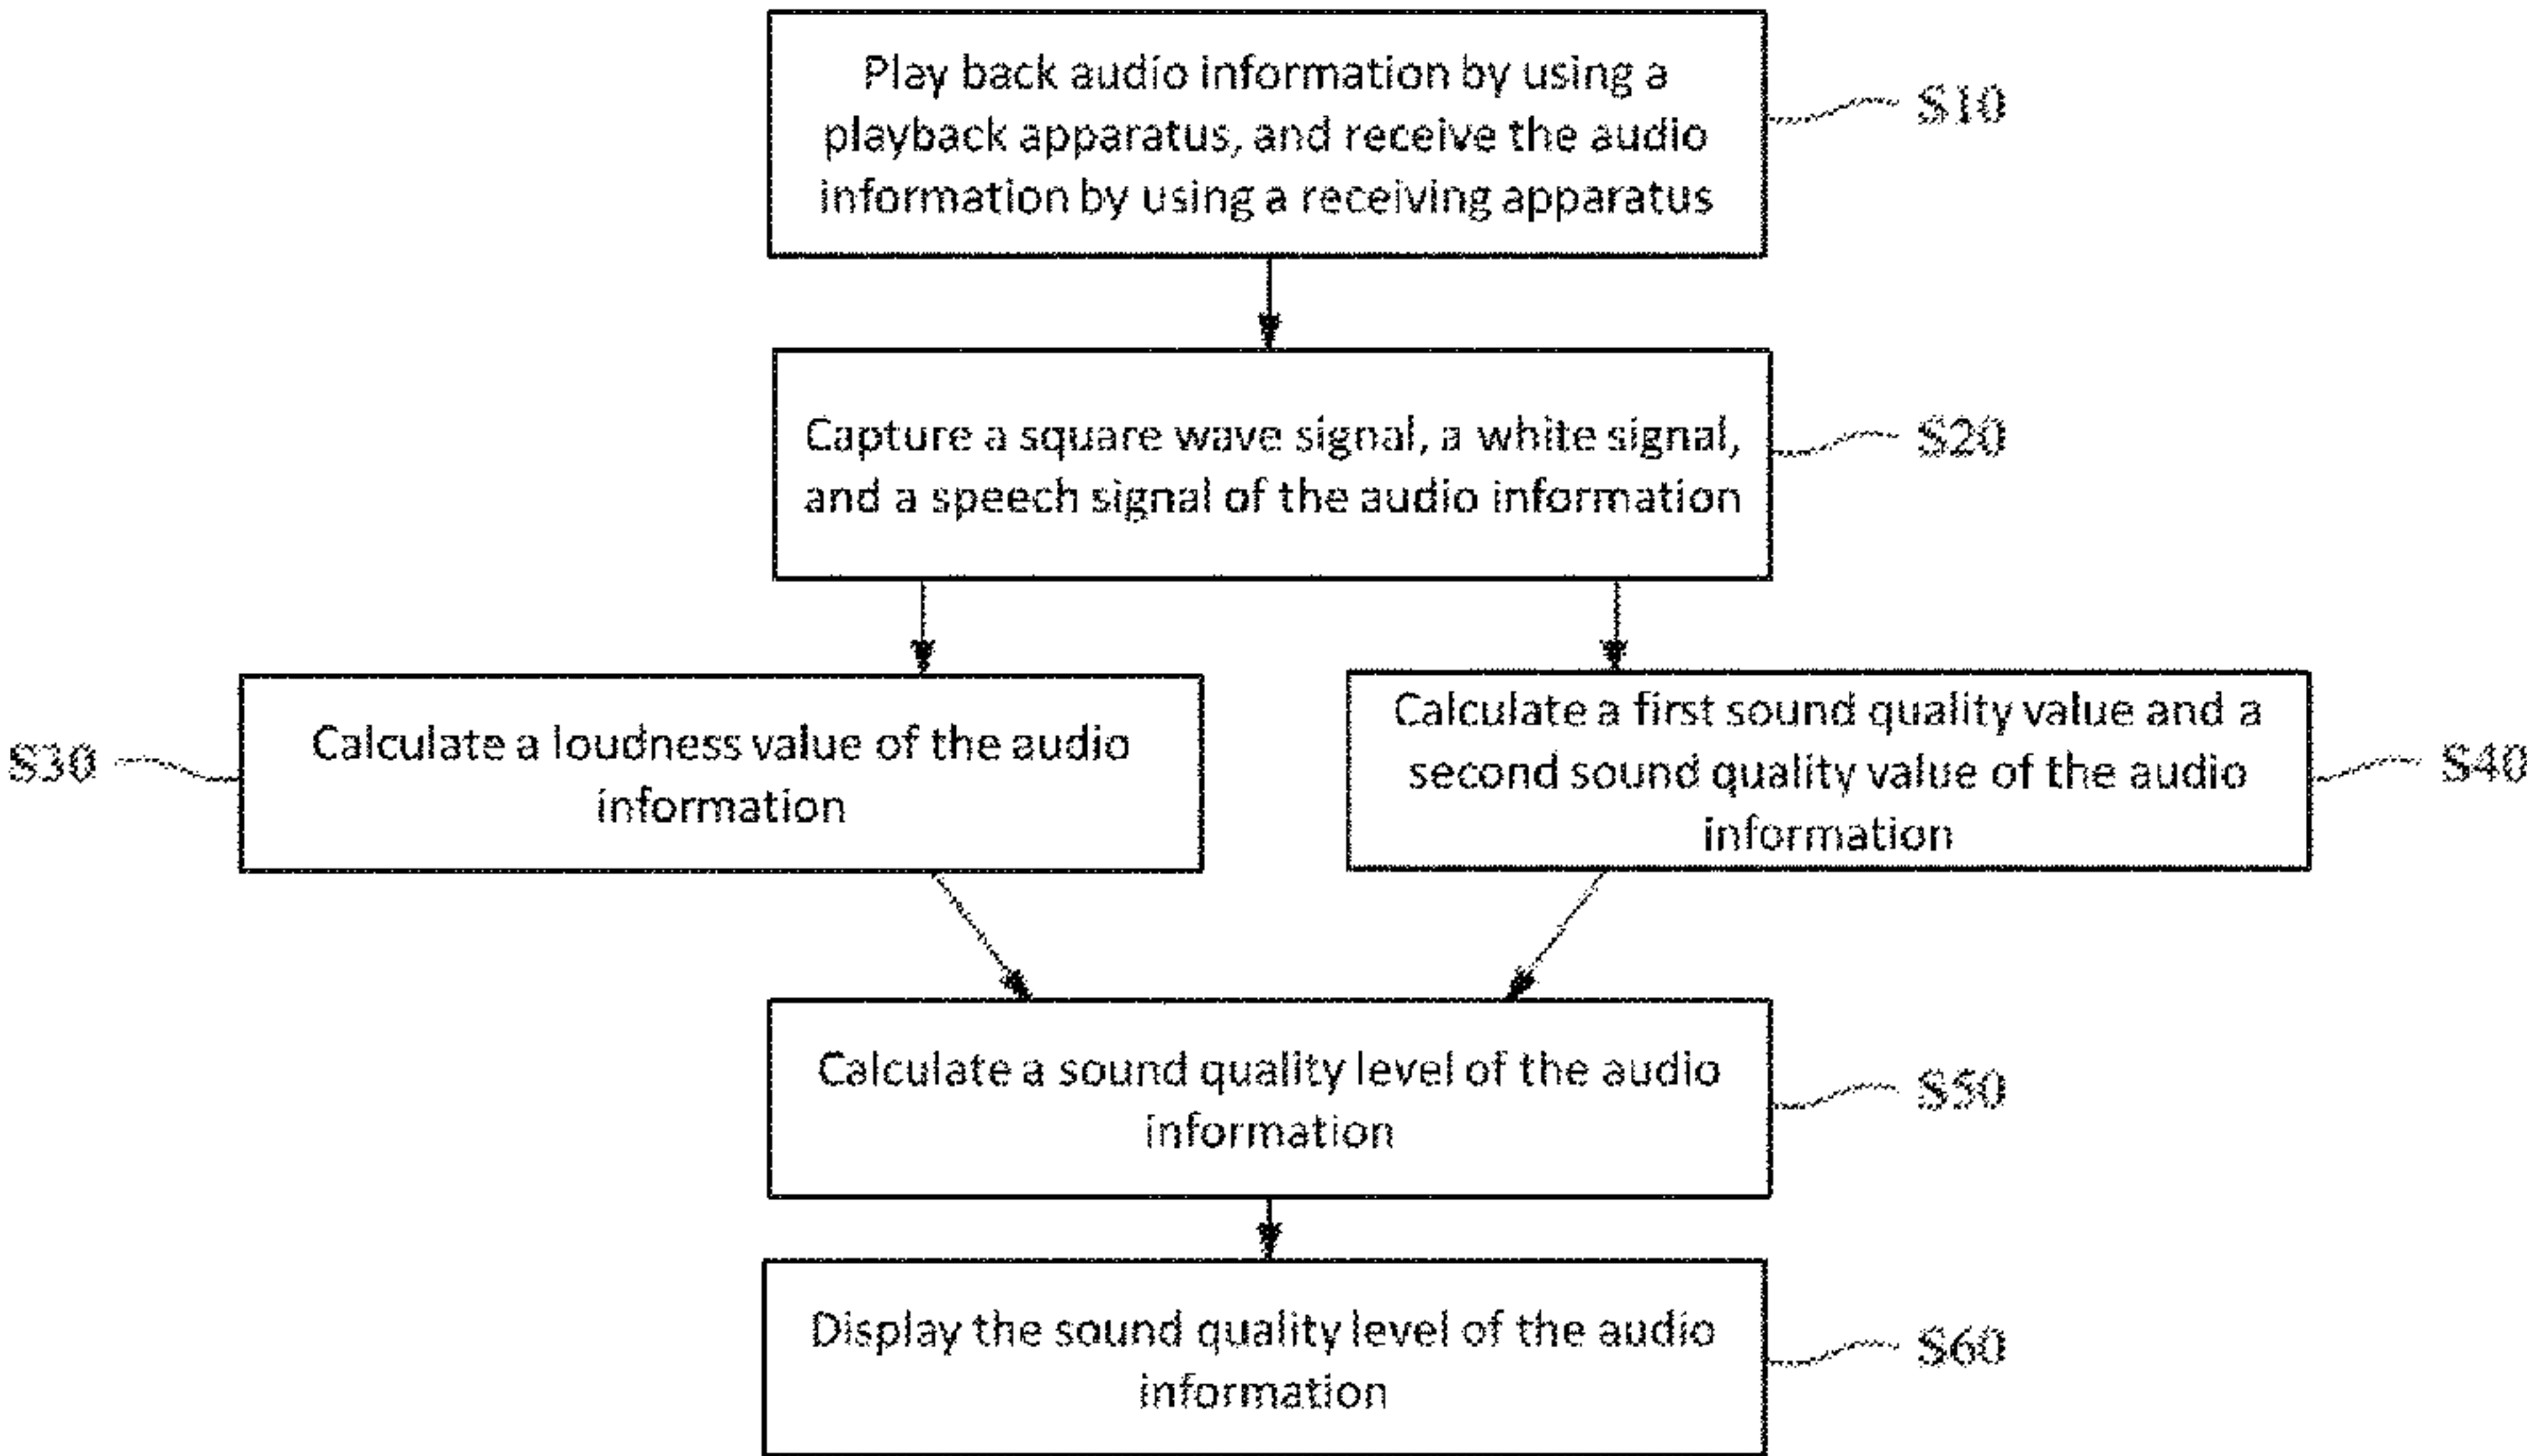 Play back audio information by using a
playback apparatus, and receive the audio
information by using a receiving apparatus
S10
Capture a square wave signal, a white signal,
and a speech signal of the audio information
S20
S30
Calculate a loudness value of the audio
information
Calculate a first sound quality value and a
second sound quality value of the audio
information
S40
Calculate a sound quality level of the audio
information
S50
Display the sound quality level of the audio
information
S60